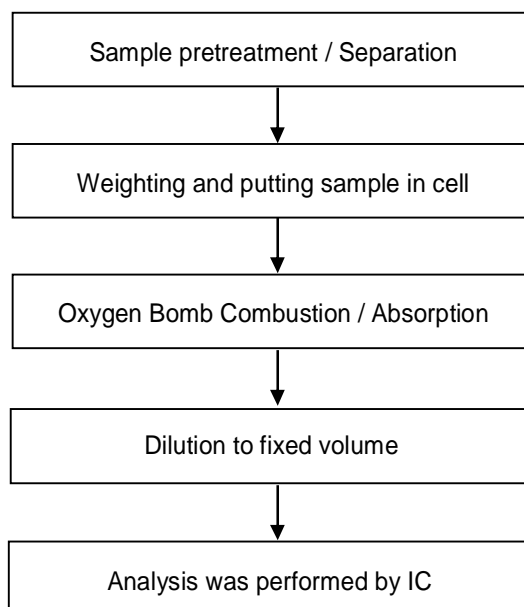 Sample pretreatment / Separation
Weighting and putting sample in cell
Oxygen Bomb Combustion / Absorption
Dilution to fixed volume
Analysis was performed by IC